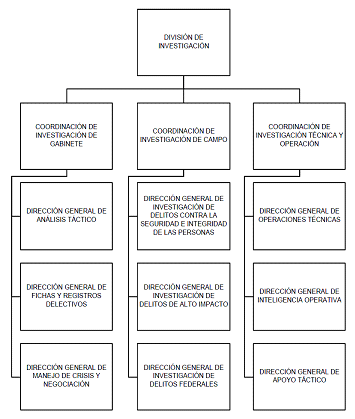 DIVISIÓN DE
INVESTIGACIÓN
COORDINACIÓN DE
INVESTIGACIÓN DE
GABINETE
COORDINACIÓN DE
INVESTIGACIÓN DE CAMPO
COORDINACIÓN DE
INVESTIGACIÓN TÉCNICA Y
OPERACIÓN
DIRECCIÓN GENERAL DE
ANÁLISIS TÁCTICO
DIRECCIÓN GENERAL DE
INVESTIGACIÓN DE
DELITOS CONTRA LA
SEGURIDAD E INTEGRIDAD
DE LAS PERSONAS
DIRECCIÓN GENERAL DE
OPERACIONES TÉCNICAS
DIRECCIÓN GENERAL DE
FICHAS Y REGISTROS
DELECTIVOS
DIRECCIÓN GENERAL DE
INVESTIGACIÓN DE
DELITOS DE ALTO IMPACTO
DIRECCIÓN GENERAL DE
INTELIGENCIA OPERATIVA
DIRECCIÓN GENERAL DE
MANEJO DE CRISIS Y
NEGOCIACIÓN
DIRECCIÓN GENERAL DE
INVESTIGACIÓN DE
DELITOS FEDERALES
DIRECCIÓN GENERAL DE
APOYO TÁCTICO